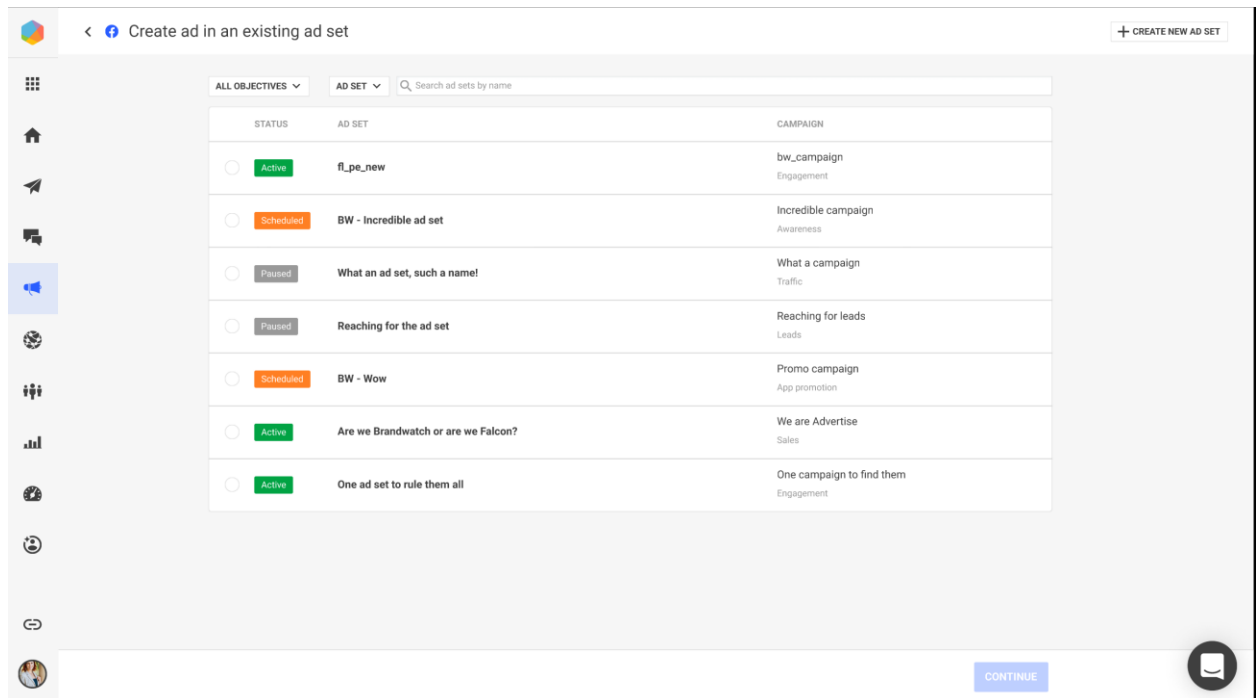 Create ad in an existing ad set
CREATE NEW AD SET
ALL OBJECTIVES
AD SET
Search ad sets by name
STATUS
AD SET
CAMPAIGN
Active
fl_pe_new
bw_campaign
Engagement
Scheduled
BW - Incredible ad set
Incredible campaign
Awareness
Paused
What an ad set, such a name!
What a campaign
Traffic
Paused
Reaching for the ad set
Reaching for leads
Leads
Scheduled
BW - Wow
Promo campaign
App promotion
Active
Are we Brandwatch or are we Falcon?
We are Advertise
Sales
Active
One ad set to rule them all
One campaign to find them
Engagement
CONTINUE